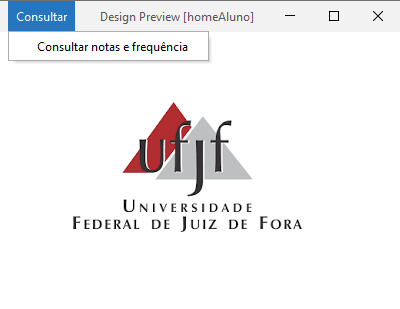 Consultar Design Preview [homeAluno]
Consultar notas e frequência
ufjf
UNIVERSIDADE
FEDERAL DE JUIZ DE FORA